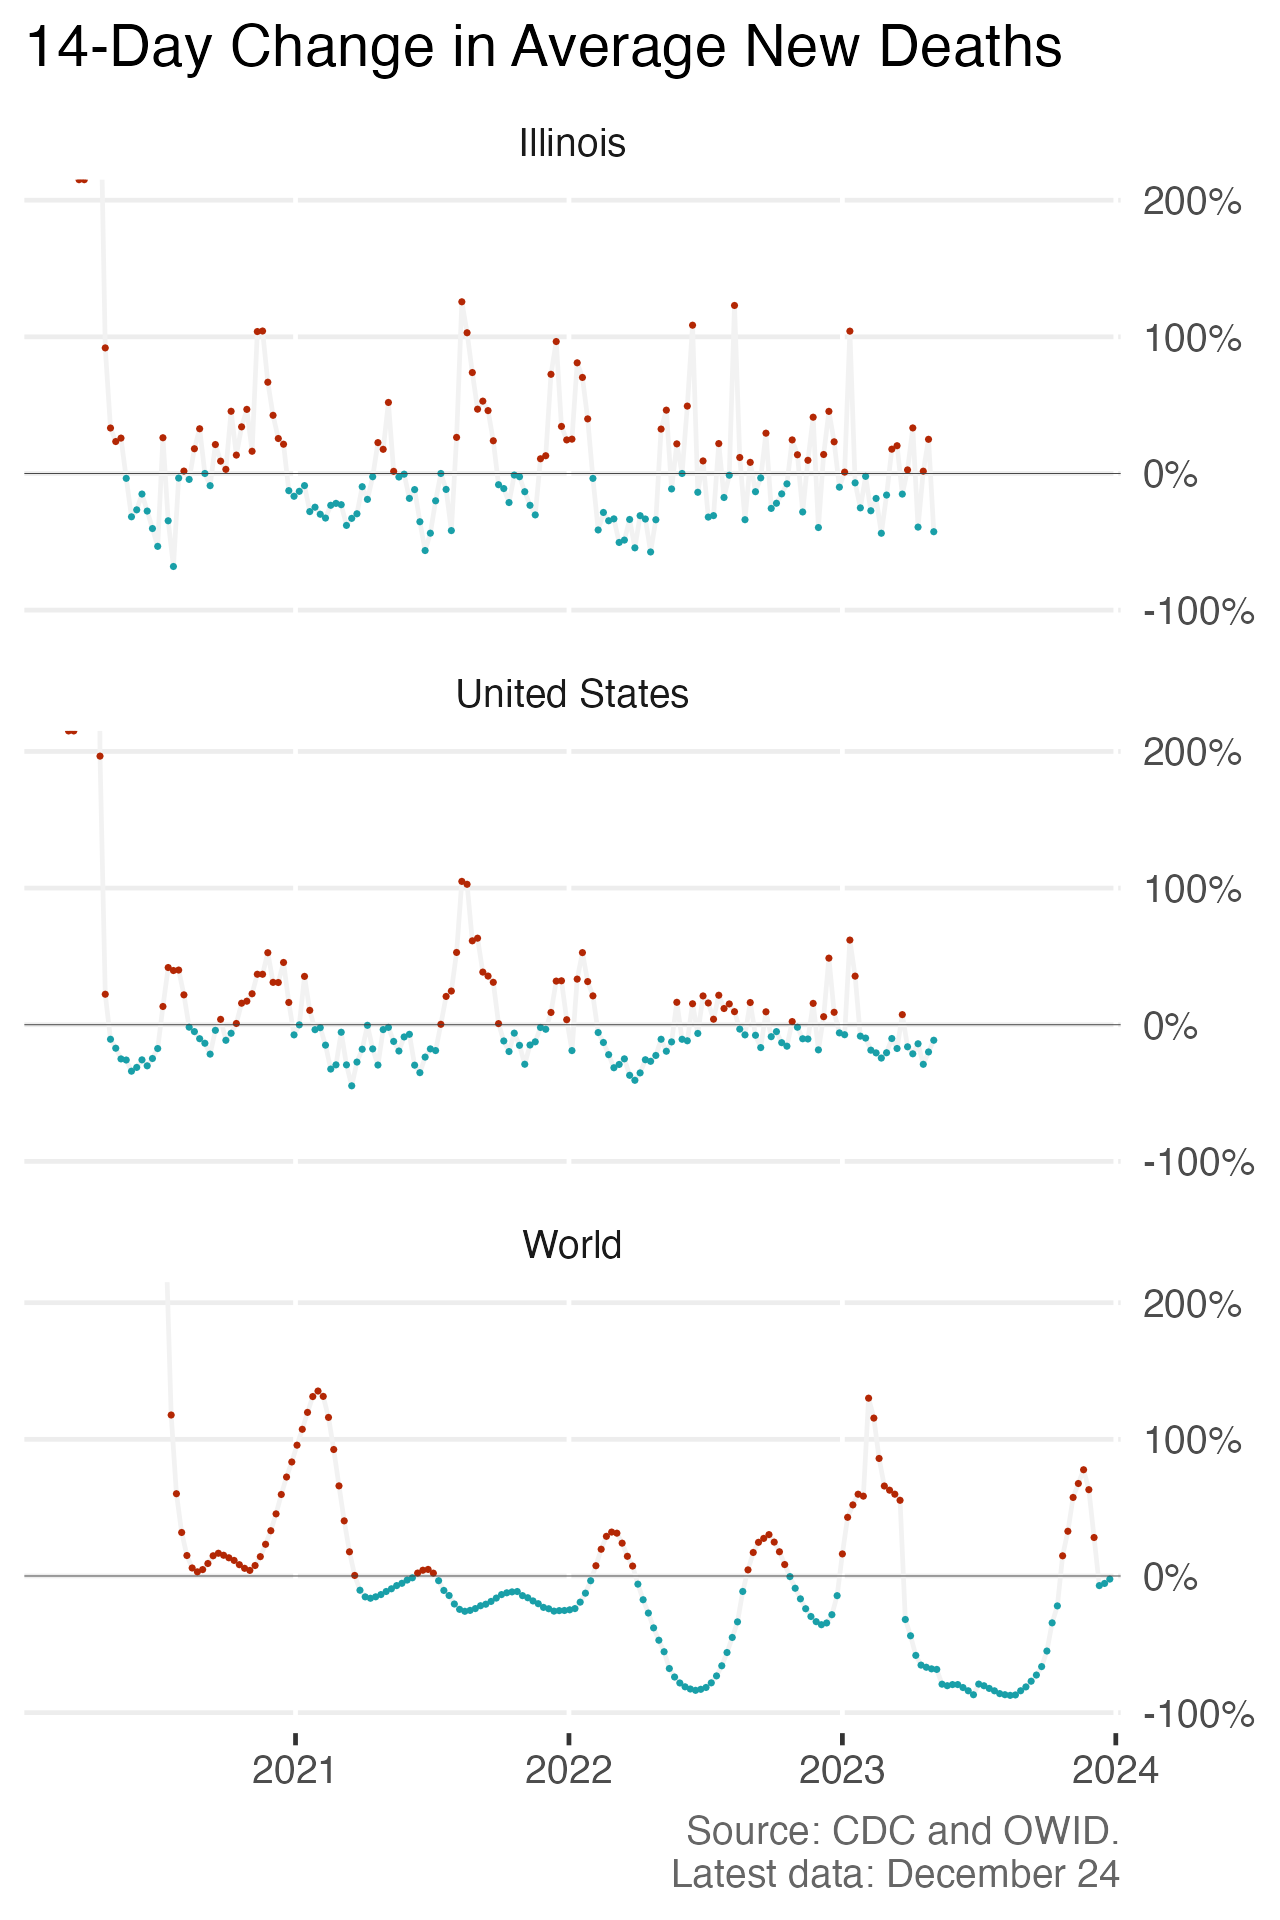 14-Day Change in Average New Deaths
Illinois
200%
100%
0%
-100%
United States
200%
100%
0%
-100%
World
200%
100%
0%
-100%
2021 2022 2023 2024
Source: CDC and OWID.
Latest data: December 24